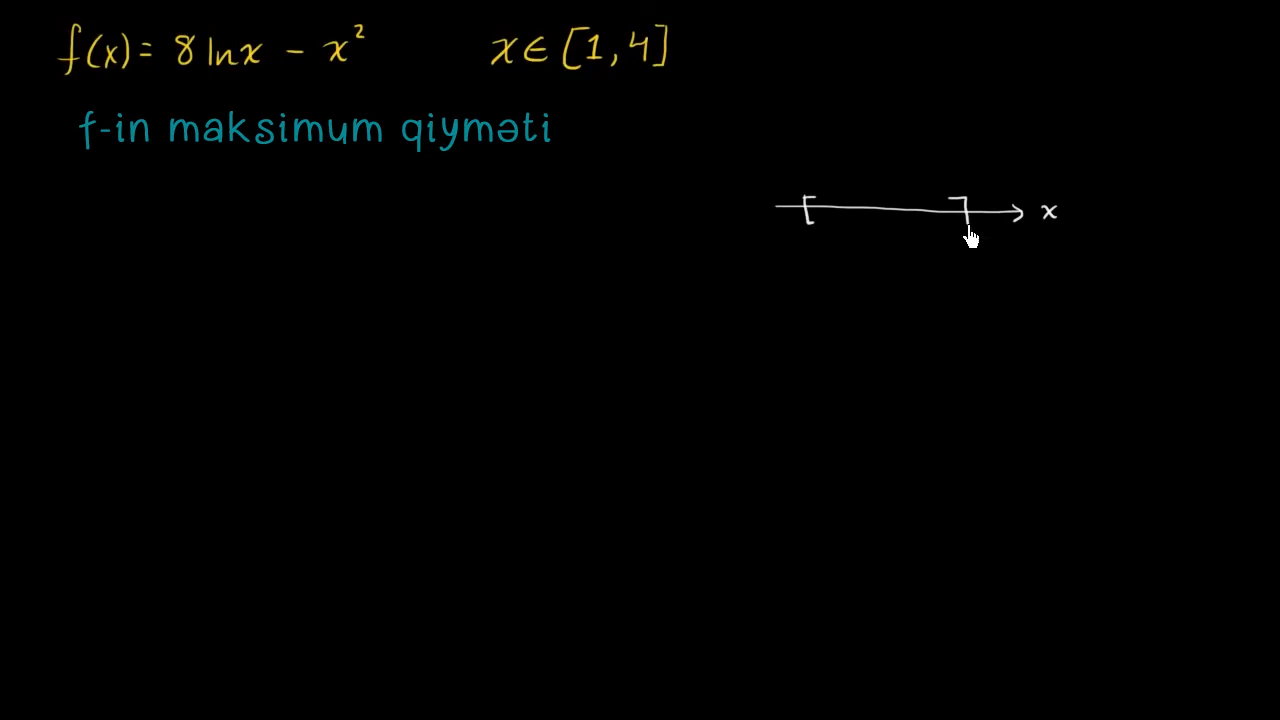 f(x) = 8 ln x − x² x ∈ [1, 4]
f-in maksimum qiyməti
x